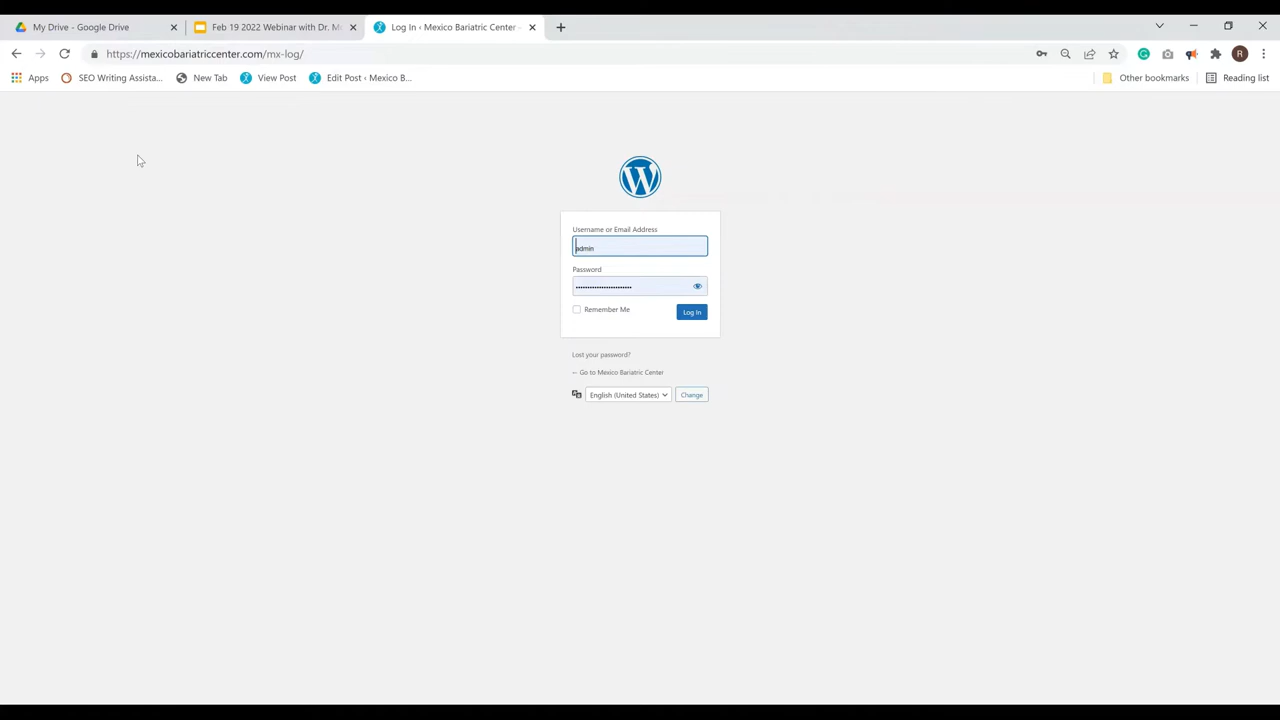 My Drive - Google Drive
Feb 19 2022 Webinar with Dr. M
Log In ‹ Mexico Bariatric Center -
https://mexicobariatriccenter.com/mx-log/
R
Apps
SEO Writing Assista...
New Tab
View Post
Edit Post ‹ Mexico B...
Other bookmarks
Reading list
Username or Email Address
admin
Password
Remember Me
Log In
Lost your password?
← Go to Mexico Bariatric Center
English (United States)
Change